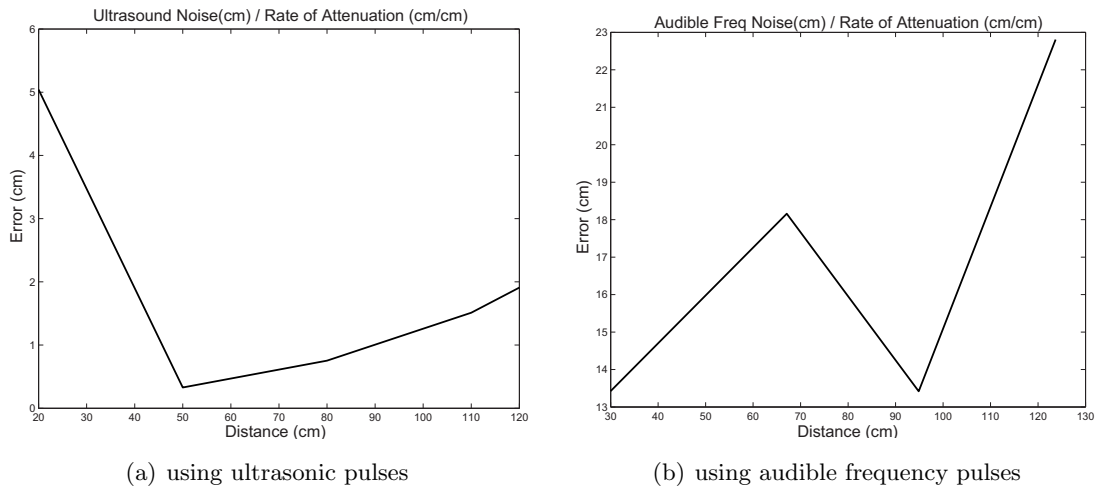 Ultrasound Noise(cm) / Rate of Attenuation (cm/cm)
6
5
4
3
2
1
0
Error (cm)
20 30 40 50 60 70 80 90 100 110 120
Distance (cm)
(a) using ultrasonic pulses
Audible Freq Noise(cm) / Rate of Attenuation (cm/cm)
23
22
21
20
19
18
17
16
15
14
13
Error (cm)
30 40 50 60 70 80 90 100 110 120 130
Distance (cm)
(b) using audible frequency pulses